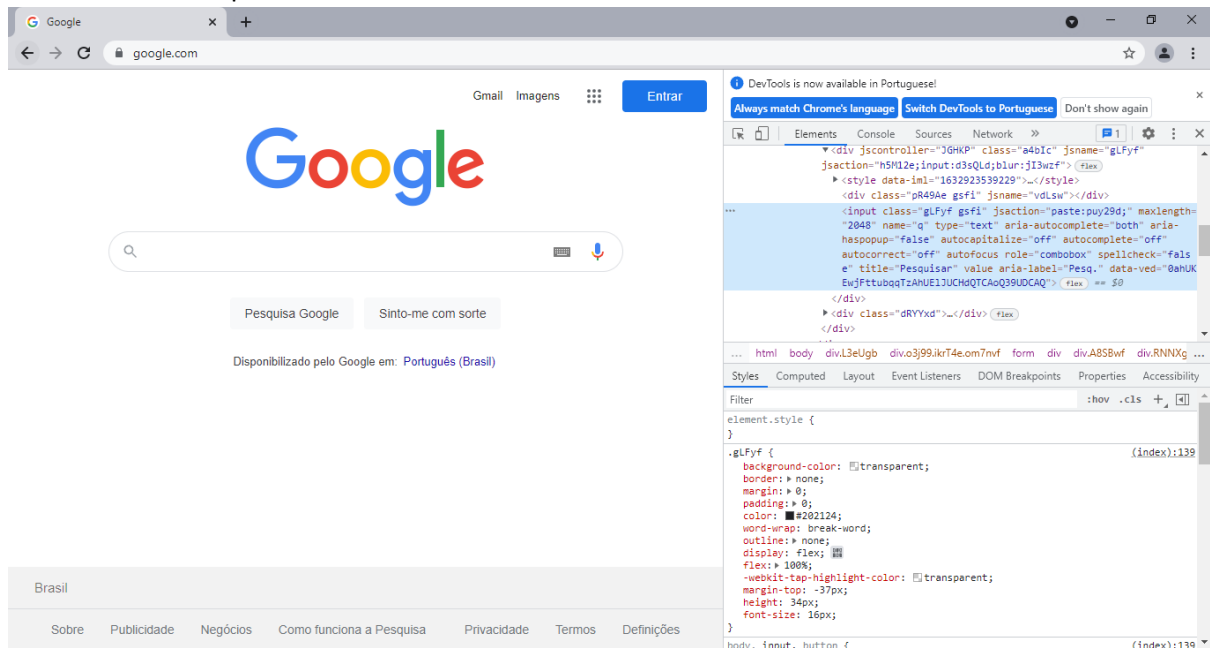 Google
google.com
Gmail Imagens Entrar
Google
Pesquisa Google Sinto-me com sorte
Disponibilizado pelo Google em: Português (Brasil)
Brasil
Sobre Publicidade Negócios Como funciona a Pesquisa Privacidade Termos Definições
DevTools is now available in Portuguese!
Always match Chrome's language Switch DevTools to Portuguese Don't show again
Elements Console Sources Network » 1
▼<div jscontroller="JGHKP" class="a4bIc" jsname="gLFyf"
jsaction="h5M12e;input:d3sQLd;blur:jI3wzf"> flex
▶<style data-iml="1632923539229">…</style>
<div class="pR49Ae gsfi" jsname="vdLsw"></div>
<input class="gLFyf gsfi" jsaction="paste:puy29d;" maxlength=
"2048" name="q" type="text" aria-autocomplete="both" aria-
haspopup="false" autocapitalize="off" autocomplete="off"
autocorrect="off" autofocus role="combobox" spellcheck="fals
e" title="Pesquisar" value aria-label="Pesq." data-ved="0ahUK
EwjFttubqqTzAhUElJUCHdQTCAoQ39UDCAQ"> flex == $0
</div>
▶<div class="dRYYxd">…</div> flex
</div>
... html body div.L3eUgb div.o3j99.ikrT4e.om7nvf form div div.A8SBwf div.RNNXg ...
Styles Computed Layout Event Listeners DOM Breakpoints Properties Accessibility
Filter :hov .cls +
element.style {
}
.gLFyf { (index):139
background-color: transparent;
border:▶ none;
margin:▶ 0;
padding:▶ 0;
color: #202124;
word-wrap: break-word;
outline:▶ none;
display: flex;
flex:▶ 100%;
-webkit-tap-highlight-color: transparent;
margin-top: -37px;
height: 34px;
font-size: 16px;
}
body, input, button { (index):139